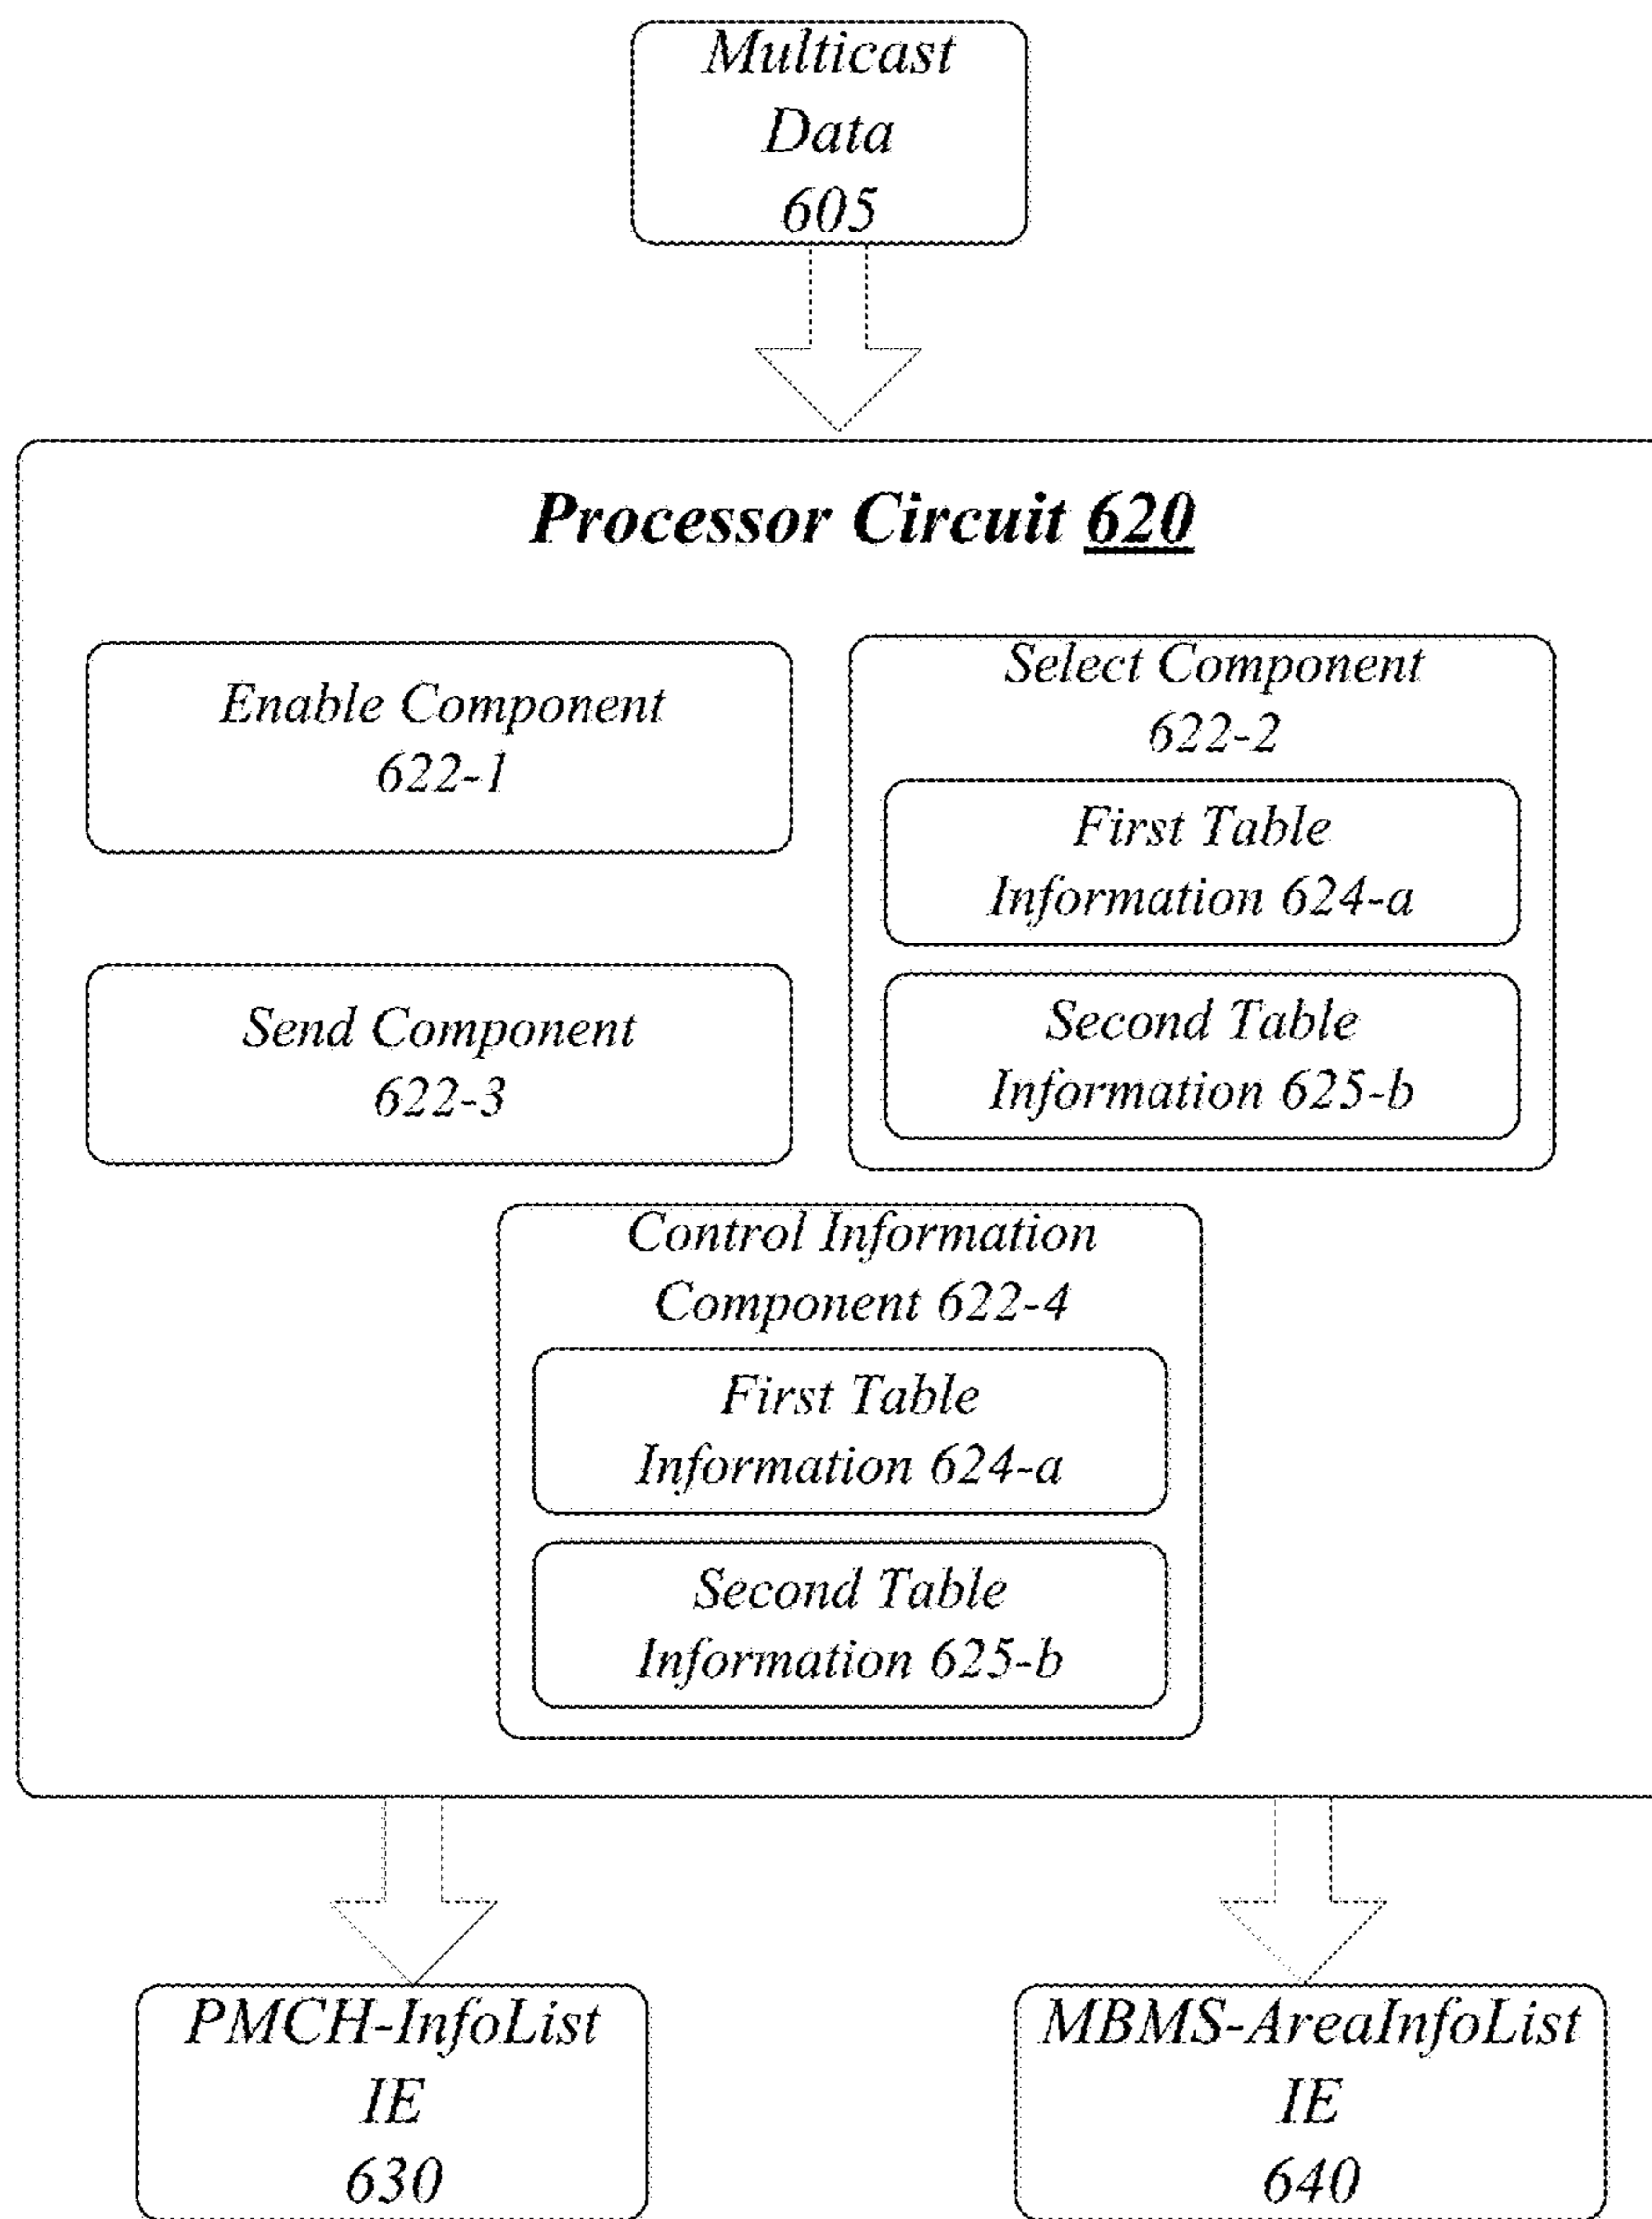 Multicast
Data
605
Processor Circuit 620
Enable Component
622-1
Select Component
622-2
First Table
Information 624-a
Second Table
Information 625-b
Send Component
622-3
Control Information
Component 622-4
First Table
Information 624-a
Second Table
Information 625-b
PMCH-InfoList
IE
630
MBMS-AreaInfoList
IE
640